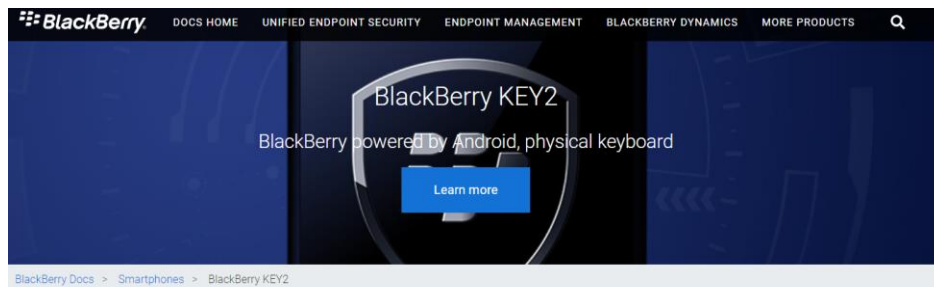 BlackBerry. DOCS HOME UNIFIED ENDPOINT SECURITY ENDPOINT MANAGEMENT BLACKBERRY DYNAMICS MORE PRODUCTS
BlackBerry KEY2
BlackBerry powered by Android, physical keyboard
Learn more
BlackBerry Docs > Smartphones > BlackBerry KEY2